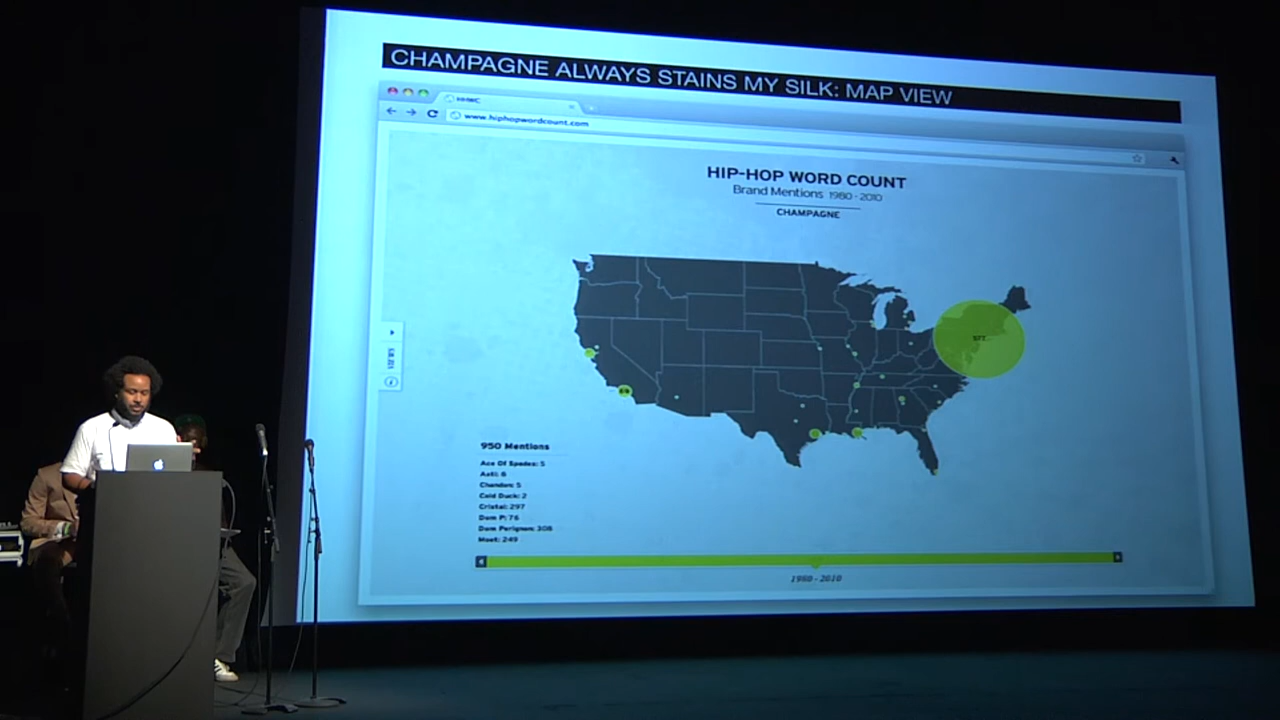 CHAMPAGNE ALWAYS STAINS MY SILK: MAP VIEW
HHWC
www.hiphopwordcount.com
HIP-HOP WORD COUNT
Brand Mentions 1980 - 2010
CHAMPAGNE
577
950 Mentions
Ace Of Spades: 5
Asti: 6
Chandon: 5
Cold Duck: 2
Cristal: 297
Dom P: 76
Dom Perignon: 308
Moet: 249
1980 - 2010